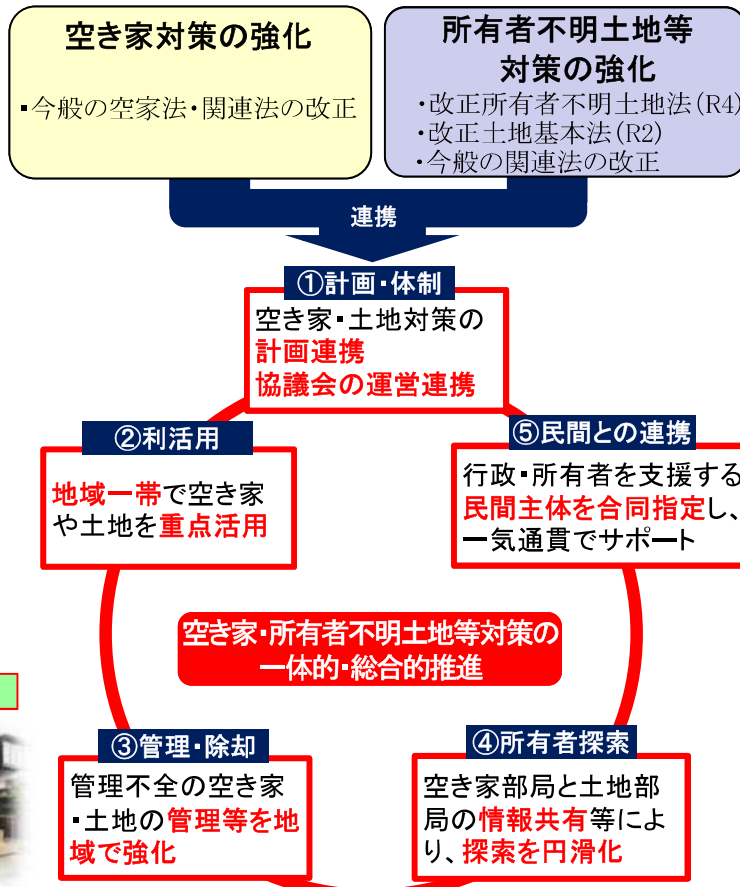 空き家対策の強化
▪今般の空家法・関連法の改正
所有者不明土地等
対策の強化
・改正所有者不明土地法(R4)
・改正土地基本法(R2)
・今般の関連法の改正
連携
①計画・体制
空き家・土地対策の
計画連携
協議会の運営連携
②利活用
地域一帯で空き家
や土地を重点活用
⑤民間との連携
行政・所有者を支援する
民間主体を合同指定し、
一気通貫でサポート
空き家・所有者不明土地等対策の
一体的・総合的推進
③管理・除却
管理不全の空き家
・土地の管理等を地
域で強化
④所有者探索
空き家部局と土地部
局の情報共有等によ
り、探索を円滑化